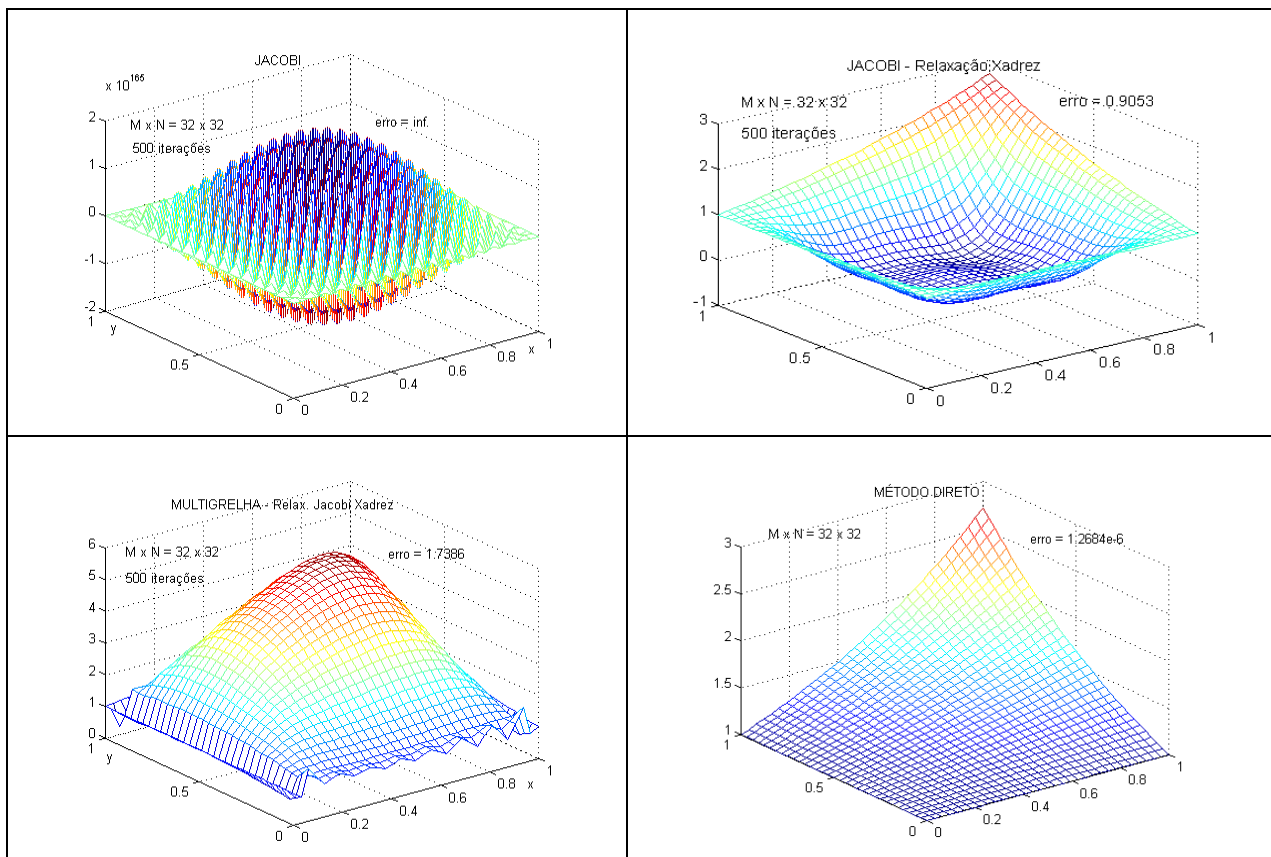 JACOBI
x 10^165
M x N = 32 x 32
erro = inf.
500 iterações
2
1
0
-1
-2
1
y
0.5
0
0
0.2
0.4
0.6
0.8
x
1
JACOBI - Relaxação Xadrez
M x N = 32 x 32
erro = 0.9053
500 iterações
3
2
1
0
-1
1
0.5
0
0
0.2
0.4
0.6
0.8
1
MULTIGRELHA - Relax. Jacobi Xadrez
M x N = 32 x 32
erro = 1.7386
500 iterações
6
5
4
3
2
1
0
1
y
0.5
0
0
0.2
0.4
0.6
0.8
x
1
MÉTODO DIRETO
M x N = 32 x 32
erro = 1.2684e-6
3
2.5
2
1.5
1
1
0.5
0
0
0.2
0.4
0.6
0.8
1